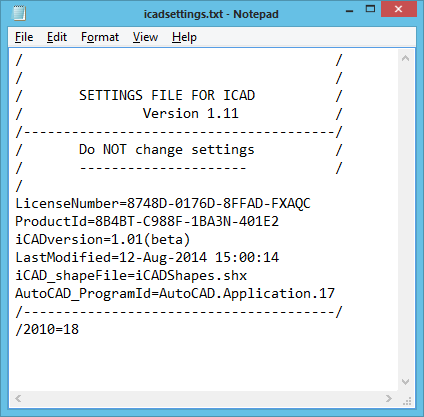 icadsettings.txt - Notepad
File Edit Format View Help
/ /
/ /
/ SETTINGS FILE FOR ICAD /
/ Version 1.11 /
/---------------------------------------/
/ Do NOT change settings /
/ --------------------- /
/
LicenseNumber=8748D-0176D-8FFAD-FXAQC
ProductId=8B4BT-C988F-1BA3N-401E2
iCADversion=1.01(beta)
LastModified=12-Aug-2014 15:00:14
iCAD_shapeFile=iCADShapes.shx
AutoCAD_ProgramId=AutoCAD.Application.17
/---------------------------------------/
/2010=18